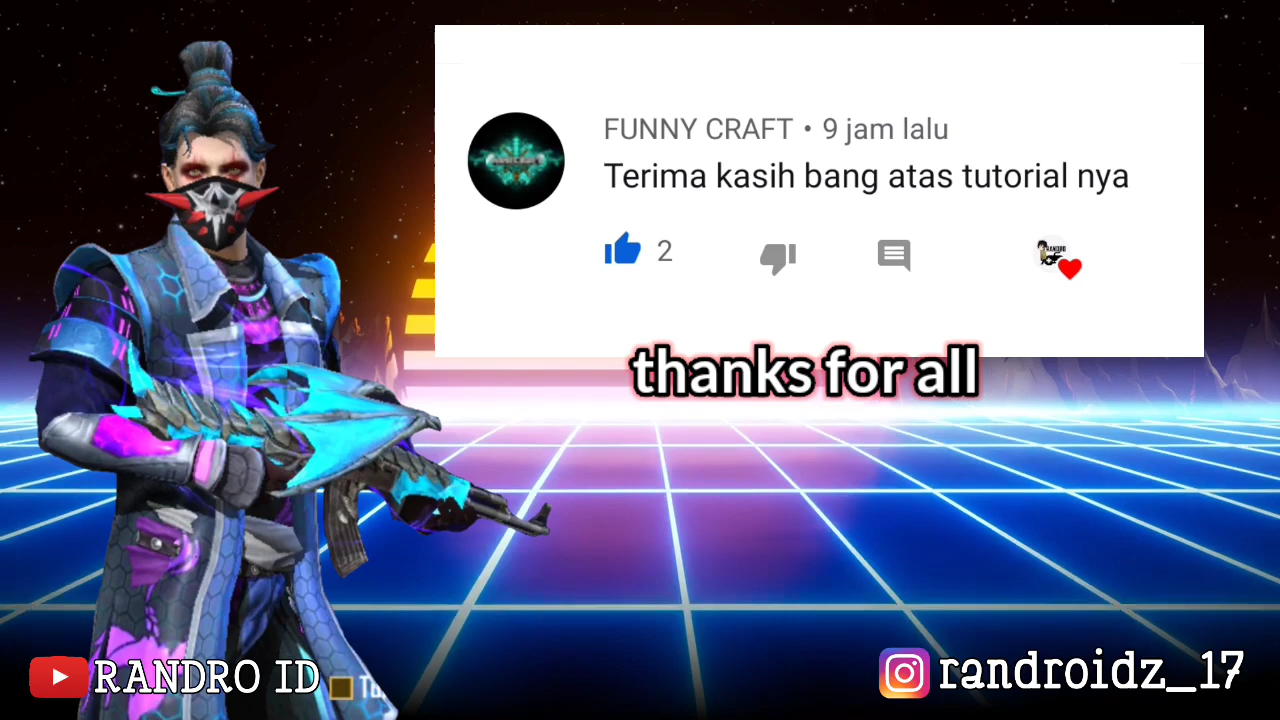 FUNNY CRAFT • 9 jam lalu
Terima kasih bang atas tutorial nya
2
thanks for all
RANDRO ID
randroidz_17